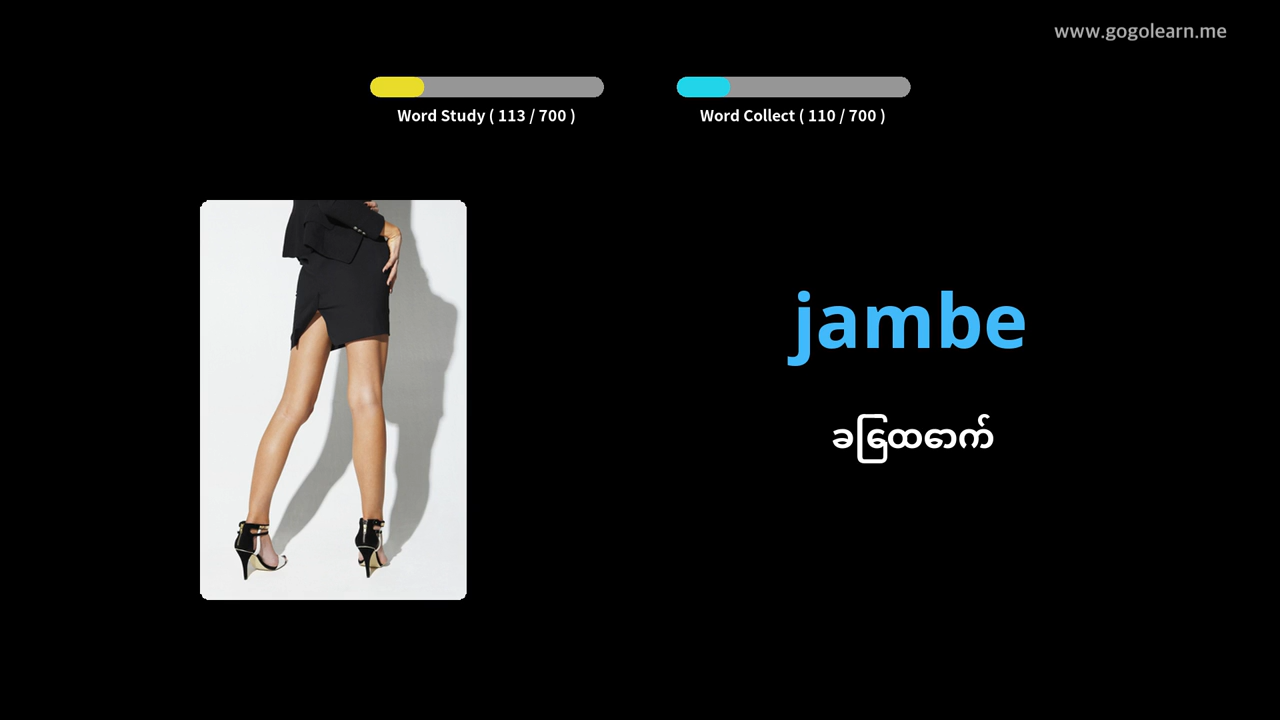 www.gogolearn.me
Word Study ( 113 / 700 )
Word Collect ( 110 / 700 )
jambe
ခြေထောက်